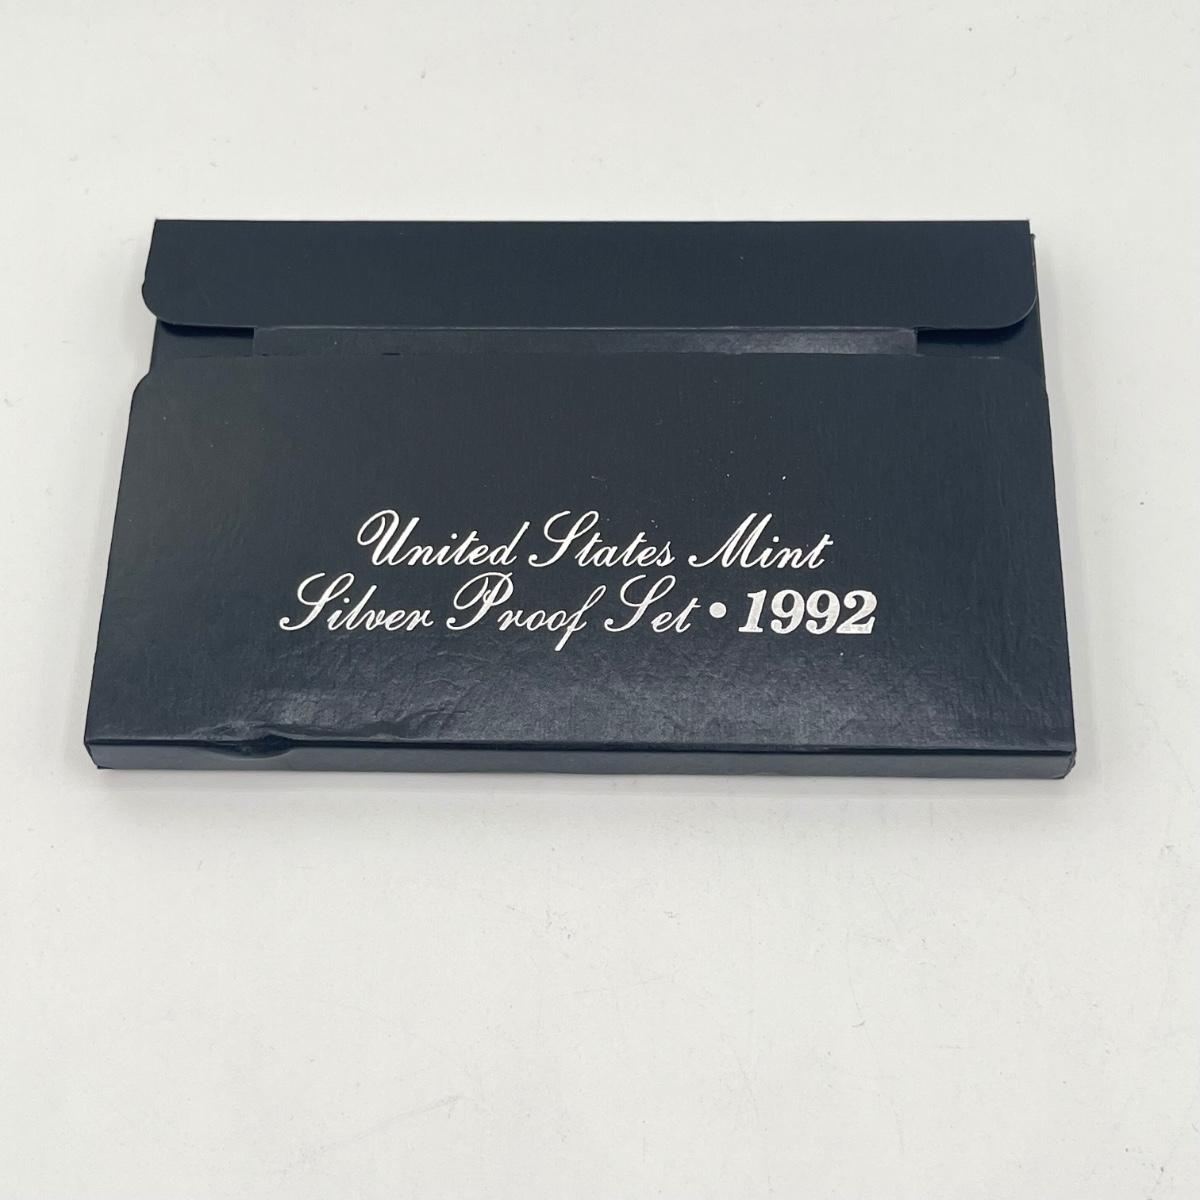 United States Mint
Silver Proof Set • 1992